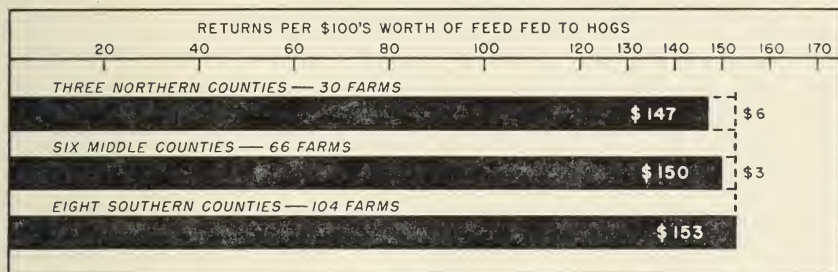 RETURNS PER $100'S WORTH OF FEED FED TO HOGS
20 40 60 80 100 120 130 140 150 160 170
THREE NORTHERN COUNTIES — 30 FARMS
$147 $6
SIX MIDDLE COUNTIES — 66 FARMS
$150 $3
EIGHT SOUTHERN COUNTIES — 104 FARMS
$153